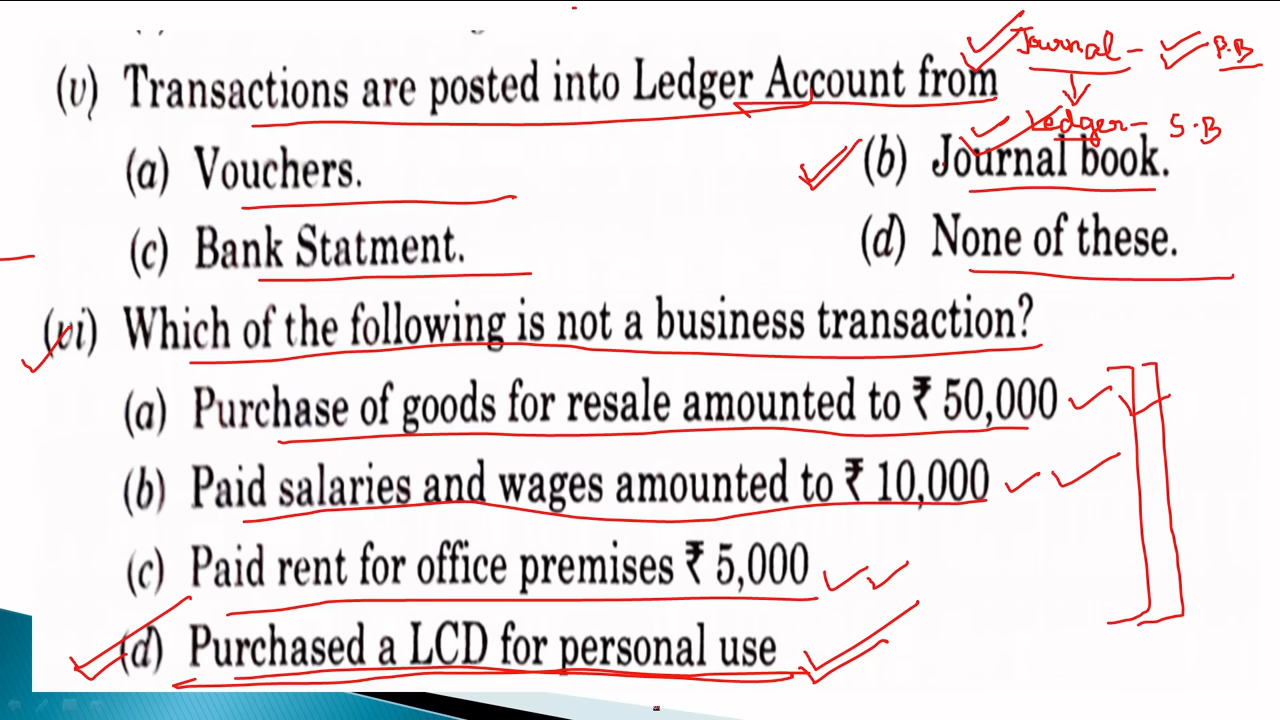 Journal - B.B
(v) Transactions are posted into Ledger Account from
Ledger - S.B
(a) Vouchers.
(b) Journal book.
(c) Bank Statment.
(d) None of these.
(vi) Which of the following is not a business transaction?
(a) Purchase of goods for resale amounted to ₹ 50,000
(b) Paid salaries and wages amounted to ₹ 10,000
(c) Paid rent for office premises ₹ 5,000
(d) Purchased a LCD for personal use